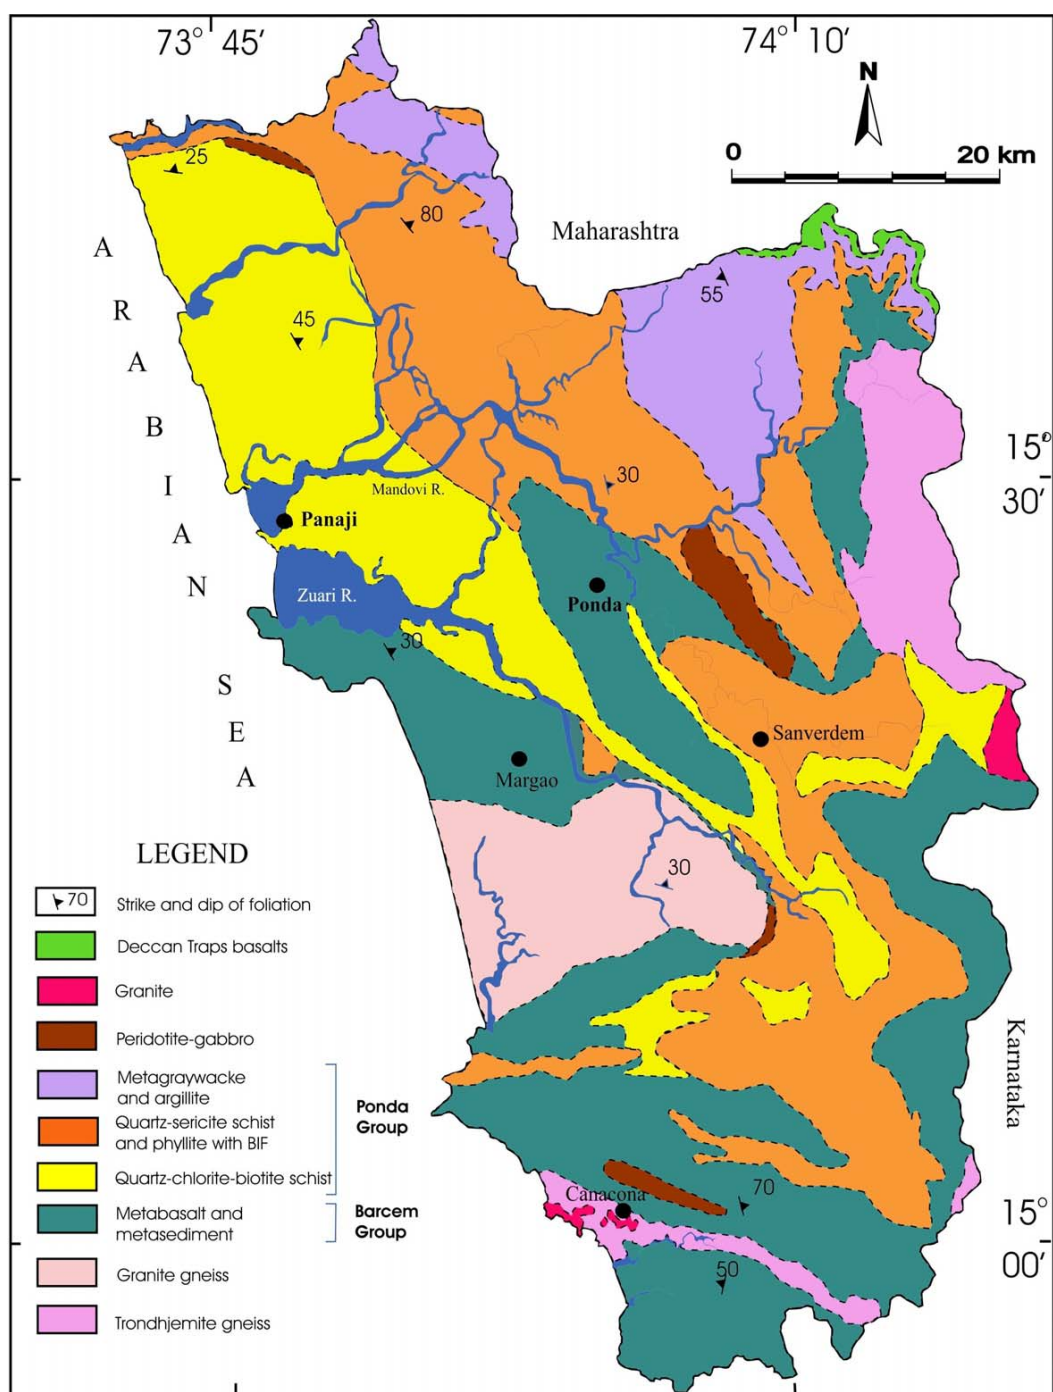 73° 45′
74° 10′
N
0
20 km
25
80
Maharashtra
55
45
A
R
A
B
I
A
N
S
E
A
15°
30′
30
Mandovi R.
Panaji
Ponda
Zuari R.
30
Sanverdem
Margao
30
LEGEND
70
Strike and dip of foliation
Deccan Traps basalts
Granite
Peridotite-gabbro
Metagraywacke
and argillite
Quartz-sericite schist
and phyllite with BIF
Quartz-chlorite-biotite schist
Ponda
Group
Metabasalt and
metasediment
Barcem
Group
Granite gneiss
Trondhjemite gneiss
Karnataka
Canacona
70
50
15°
00′